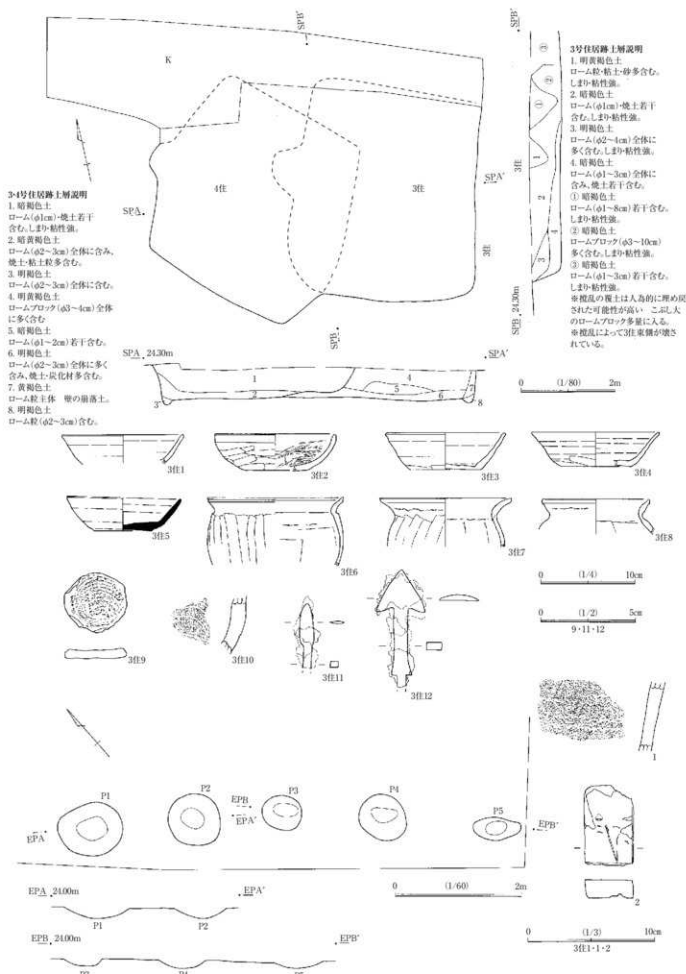 K
SPB'
SPA'
4住
3住
SPA
SPB
3住
SPB'
③
②
①
1
2
4
3
3住
SPB 24.30m
3・4号住居跡土層説明
1. 暗褐色土
ローム(φ1cm)・焼土若干
含む。しまり・粘性強。
2. 暗黄褐色土
ローム(φ2〜3cm)全体に含み、
焼土・粘土粒多含む。
3. 明褐色土
ローム(φ2〜3cm)全体に含む。
4. 明黄褐色土
ロームブロック(φ3〜4cm)全体
に多く含む
5. 暗褐色土
ローム(φ1〜2cm)若干含む。
6. 明褐色土
ローム(φ2〜3cm)全体に多く
含み、焼土・炭化材多含む。
7. 黄褐色土
ローム粒主体 壁の崩落土。
8. 明褐色土
ローム粒(φ2〜3cm)含む。
3号住居跡土層説明
1. 明黄褐色土
ローム粒・粘土・砂多含む。
しまり・粘性強。
2. 暗褐色土
ローム(φ1cm)・焼土若干
含む。しまり・粘性強。
3. 明褐色土
ローム(φ2〜4cm)全体に
多く含む。しまり・粘性強。
4. 暗褐色土
ローム(φ1〜3cm)全体に
含み、焼土若干含む。
① 暗褐色土
ローム(φ1〜8cm)若干含む。
しまり・粘性強。
② 暗褐色土
ロームブロック(φ3〜10cm)
多く含む。しまり・粘性強。
③ 暗褐色土
ローム(φ1〜3cm)若干含む。
しまり・粘性強。
※撹乱の覆土は人為的に埋め戻
された可能性が高い こぶし大
のロームブロック多量に入る。
※撹乱によって3住東側が壊さ
れている。
SPA 24.30m
SPA'
1
4
2
5
6
7
3
8
0 (1/80) 2m
3住1
3住2
3住3
3住4
3住5
3住6
3住7
3住8
0 (1/4) 10cm
0 (1/2) 5cm
9・11・12
3住9
3住10
3住11
3住12
1
P1
P2
P3
P4
P5
EPA
EPB
EPA'
EPB'
2
EPA 24.00m
EPA'
P1
P2
0 (1/60) 2m
EPB 24.00m
EPB'
0 (1/3) 10cm
3住1・1・2